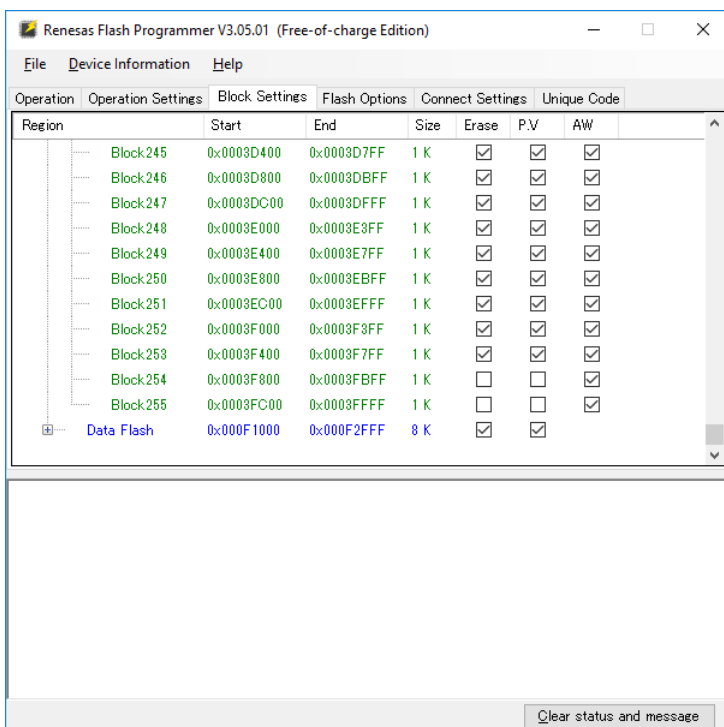 Renesas Flash Programmer V3.05.01 (Free-of-charge Edition)
File Device Information Help
Operation Operation Settings Block Settings Flash Options Connect Settings Unique Code
Region Start End Size Erase P.V AW
Block245 0x0003D400 0x0003D7FF 1 K
Block246 0x0003D800 0x0003DBFF 1 K
Block247 0x0003DC00 0x0003DFFF 1 K
Block248 0x0003E000 0x0003E3FF 1 K
Block249 0x0003E400 0x0003E7FF 1 K
Block250 0x0003E800 0x0003EBFF 1 K
Block251 0x0003EC00 0x0003EFFF 1 K
Block252 0x0003F000 0x0003F3FF 1 K
Block253 0x0003F400 0x0003F7FF 1 K
Block254 0x0003F800 0x0003FBFF 1 K
Block255 0x0003FC00 0x0003FFFF 1 K
Data Flash 0x000F1000 0x000F2FFF 8 K
Clear status and message